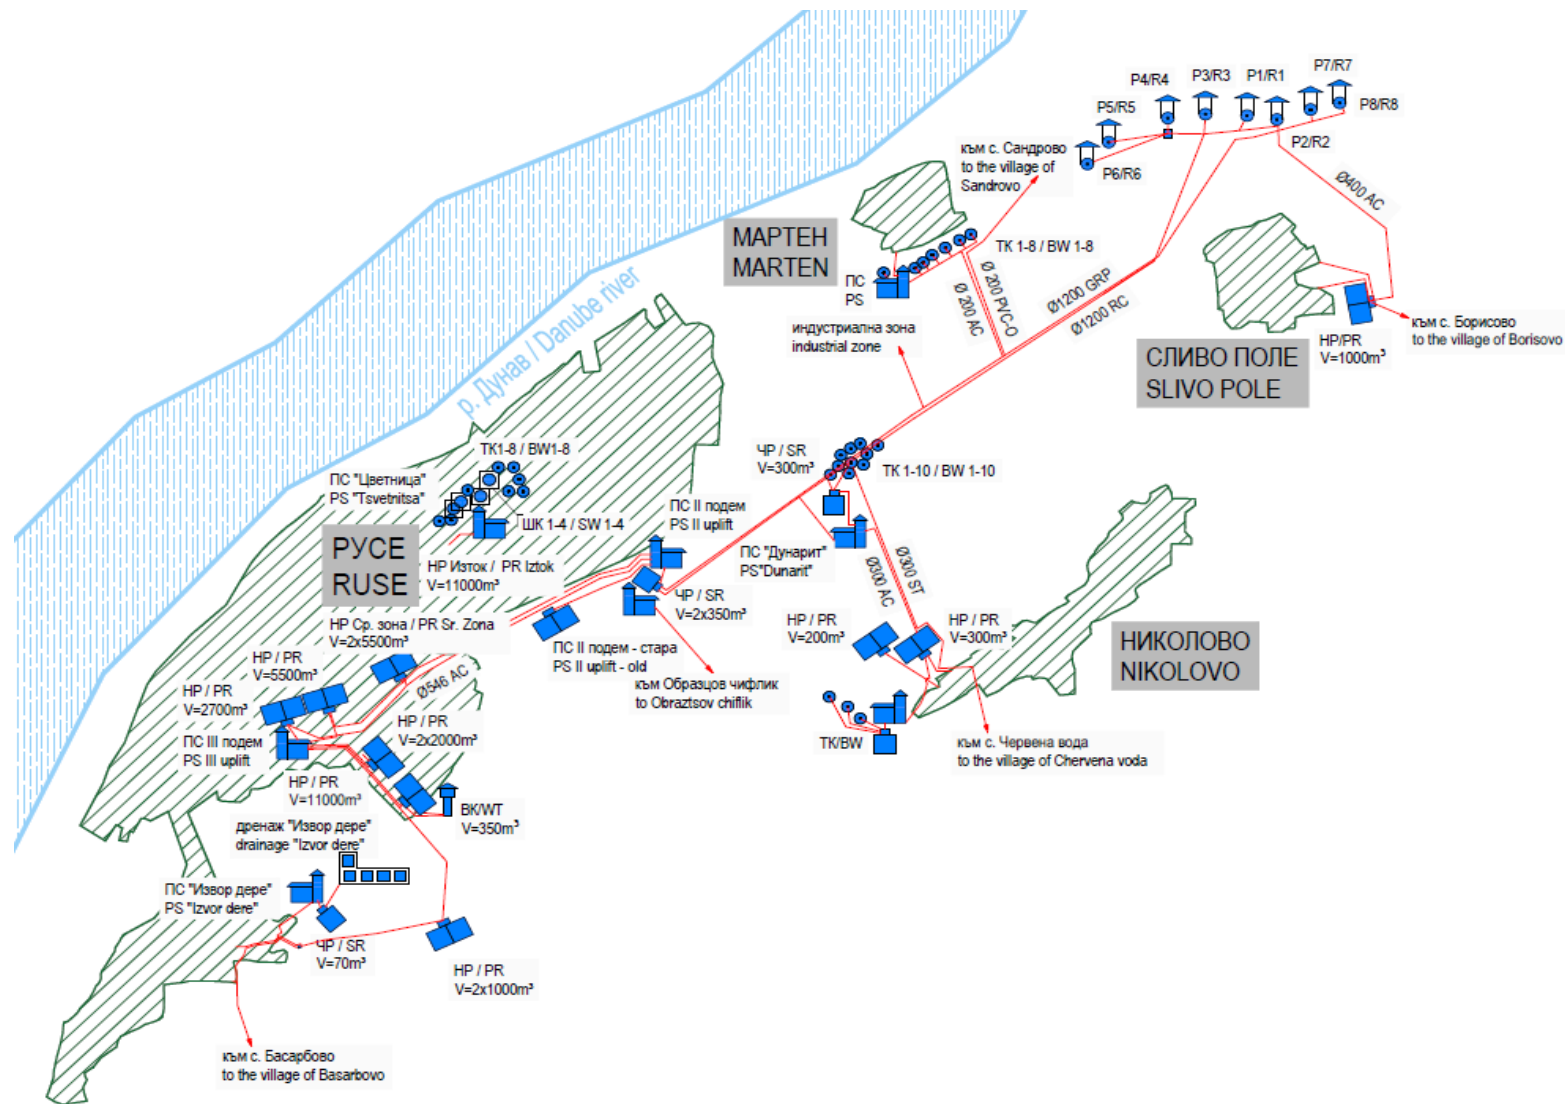 P7/R7
P3/R3
P1/R1
P4/R4
P8/R8
P5/R5
P2/R2
P6/R6
към с. Сандрово
to the village of
Sandrovo
Ø400 AC
МАРТЕН
MARTEN
ТК 1-8 / BW 1-8
ПС
PS
Ø 200 PVC-O
Ø 200 AC
Ø1200 GRP
Ø1200 RC
индустриална зона
industrial zone
към с. Борисово
to the village of Borisovo
НР/PR
V=1000m³
СЛИВО ПОЛЕ
SLIVO POLE
р. Дунав / Danube river
ЧР / SR
V=300m³
ТК 1-10 / BW 1-10
ТК1-8 / BW1-8
ПС "Цветница"
PS "Tsvetnitsa"
ШК 1-4 / SW 1-4
ПС II подем
PS II uplift
ПС "Дунарит"
PS"Dunarit"
Ø300 AC
Ø300 ST
РУСЕ
RUSE
НР Изток / PR Iztok
V=11000m³
ЧР / SR
V=2x350m³
НР Ср. зона / PR Sr. Zona
V=2x5500m³
НР / PR
V=200m³
НР / PR
V=300m³
НИКОЛОВО
NIKOLOVO
ПС II подем - стара
PS II uplift - old
към Образцов чифлик
to Obraztsov chiflik
НР / PR
V=5500m³
Ø546 AC
НР / PR
V=2700m³
НР / PR
V=2x2000m³
ПС III подем
PS III uplift
ТК/BW
към с. Червена вода
to the village of Chervena voda
НР / PR
V=11000m³
ВК/WT
V=350m³
дренаж "Извор дере"
drainage "Izvor dere"
ПС "Извор дере"
PS "Izvor dere"
ЧР / SR
V=70m³
НР / PR
V=2x1000m³
към с. Басарбово
to the village of Basarbovo